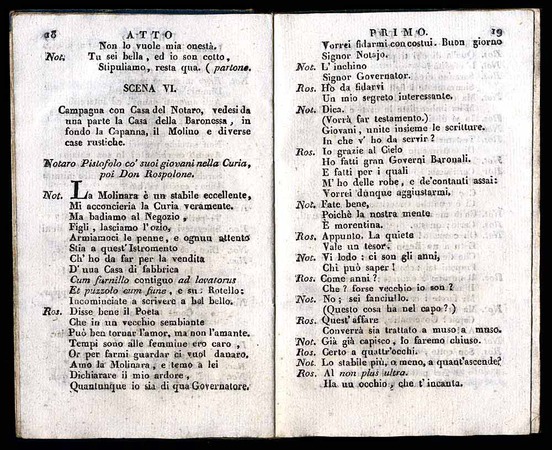 18 ATTO
Non lo vuole mia onestà.
Not. Tu sei bella, ed io son cotto,
Stipuliamo, resta qua. (partono.
SCENA VI.
Campagna con Casa del Notaro, vedesi da
una parte la Casa della Baronessa, in
fondo la Capanna, il Molino e diverse
case rustiche.
Notaro Pistofolo co' suoi giovani nella Curia,
poi Don Rospolone.
Not. La Molinara è un stabile eccellente,
Mi acconcieria la Curia veramente.
Ma badiamo al Negozio,
Figli, lasciamo l'ozio,
Armiamoci le penne, e ognun attento
Stia a quest'Istromento
Ch' ho da far per la vendita
D' una Casa di fabbrica
Cum furnillo contiguo ad lavatorus
Et puzzolo cum fune, e su: Rotello:
Incominciate a scrivere a bel bello.
Ros. Disse bene il Poeta
Che in un vecchio sembiante
Può ben tornar l'amor, ma non l'amante.
Tempi sono alle femmine ero caro,
Or per farmi guardar ci vuol danaro.
Amo la Molinara, e temo a lei
Dichiarare il mio ardore,
Quantunque io sia di qua Governatore.
PRIMO. 19
Vorrei fidarmi con costui. Buon giorno
Signor Notajo.
Not. L' inchino
Signor Governator.
Ros. Ho da fidarvi
Un mio segreto interessante.
Not. Dica.
(Vorrà far testamento.)
Giovani, unite insieme le scritture.
In che v' ho da servir?
Ros. Io grazie al Cielo
Ho fatti gran Governi Baronali.
E fatti per i quali
M' ho delle robe, e de'contanti assai:
Vorrei dunque aggiustarmi.
Not. Fate bene,
Poichè la nostra mente
È morentina.
Ros. Appunto. La quiete
Vale un tesor.
Not. Vi lodo: ci son gli anni,
Chi può saper!
Ros. Come anni?
Che? forse vecchio io son?
Not. No; sei fanciullo.
(Questo cosa ha nel capo?)
Ros. Quest'affare
Converrà sia trattato a muso a muso.
Not. Già già capisco, lo faremo chiuso.
Ros. Certo a quattr'occhi.
Not. Lo stabile più, o meno, a quant'ascende?
Ros. Al non plus ultra.
Ha un occhio, che t'incanta.